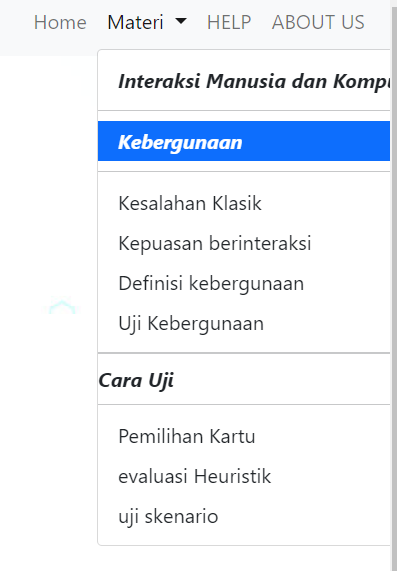 Home Materi HELP ABOUT US
Interaksi Manusia dan
Kebergunaan
Kesalahan Klasik
Kepuasan berinteraksi
Definisi kebergunaan
Uji Kebergunaan
Cara Uji
Pemilihan Kartu
evaluasi Heuristik
uji skenario